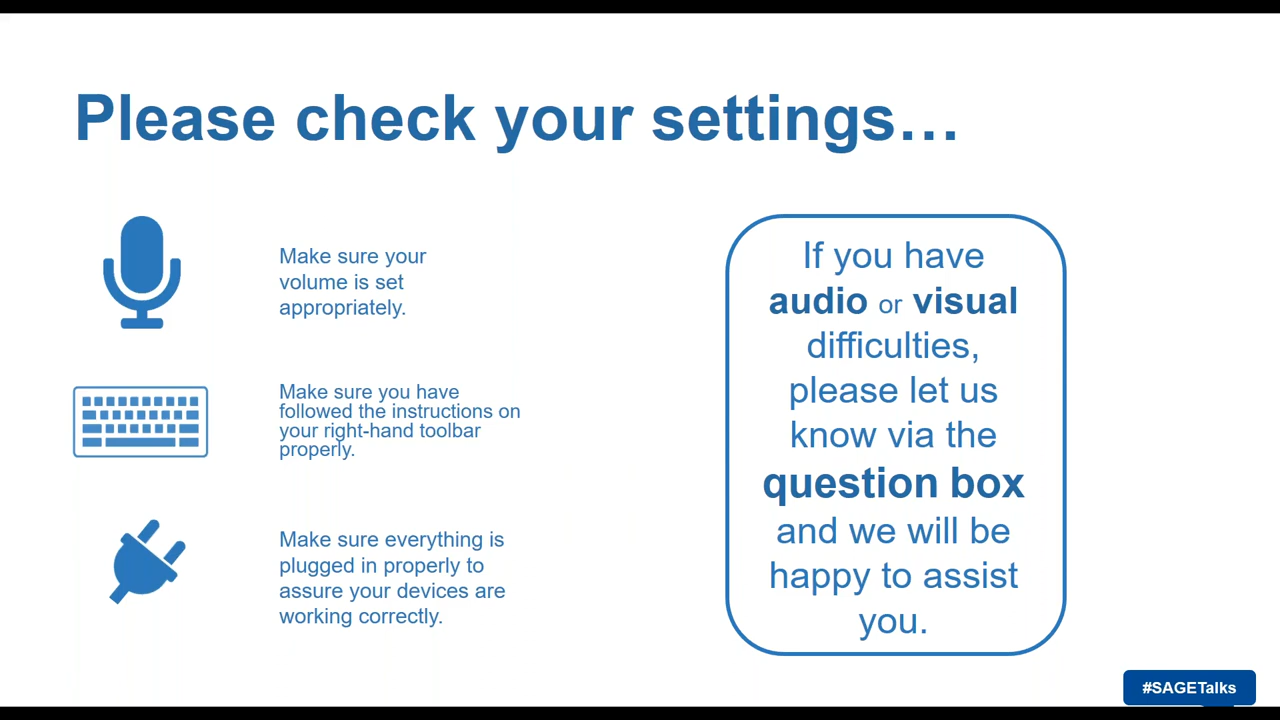 Please check your settings…
Make sure your
volume is set
appropriately.
Make sure you have
followed the instructions on
your right-hand toolbar
properly.
Make sure everything is
plugged in properly to
assure your devices are
working correctly.
If you have
audio or visual
difficulties,
please let us
know via the
question box
and we will be
happy to assist
you.
#SAGETalks